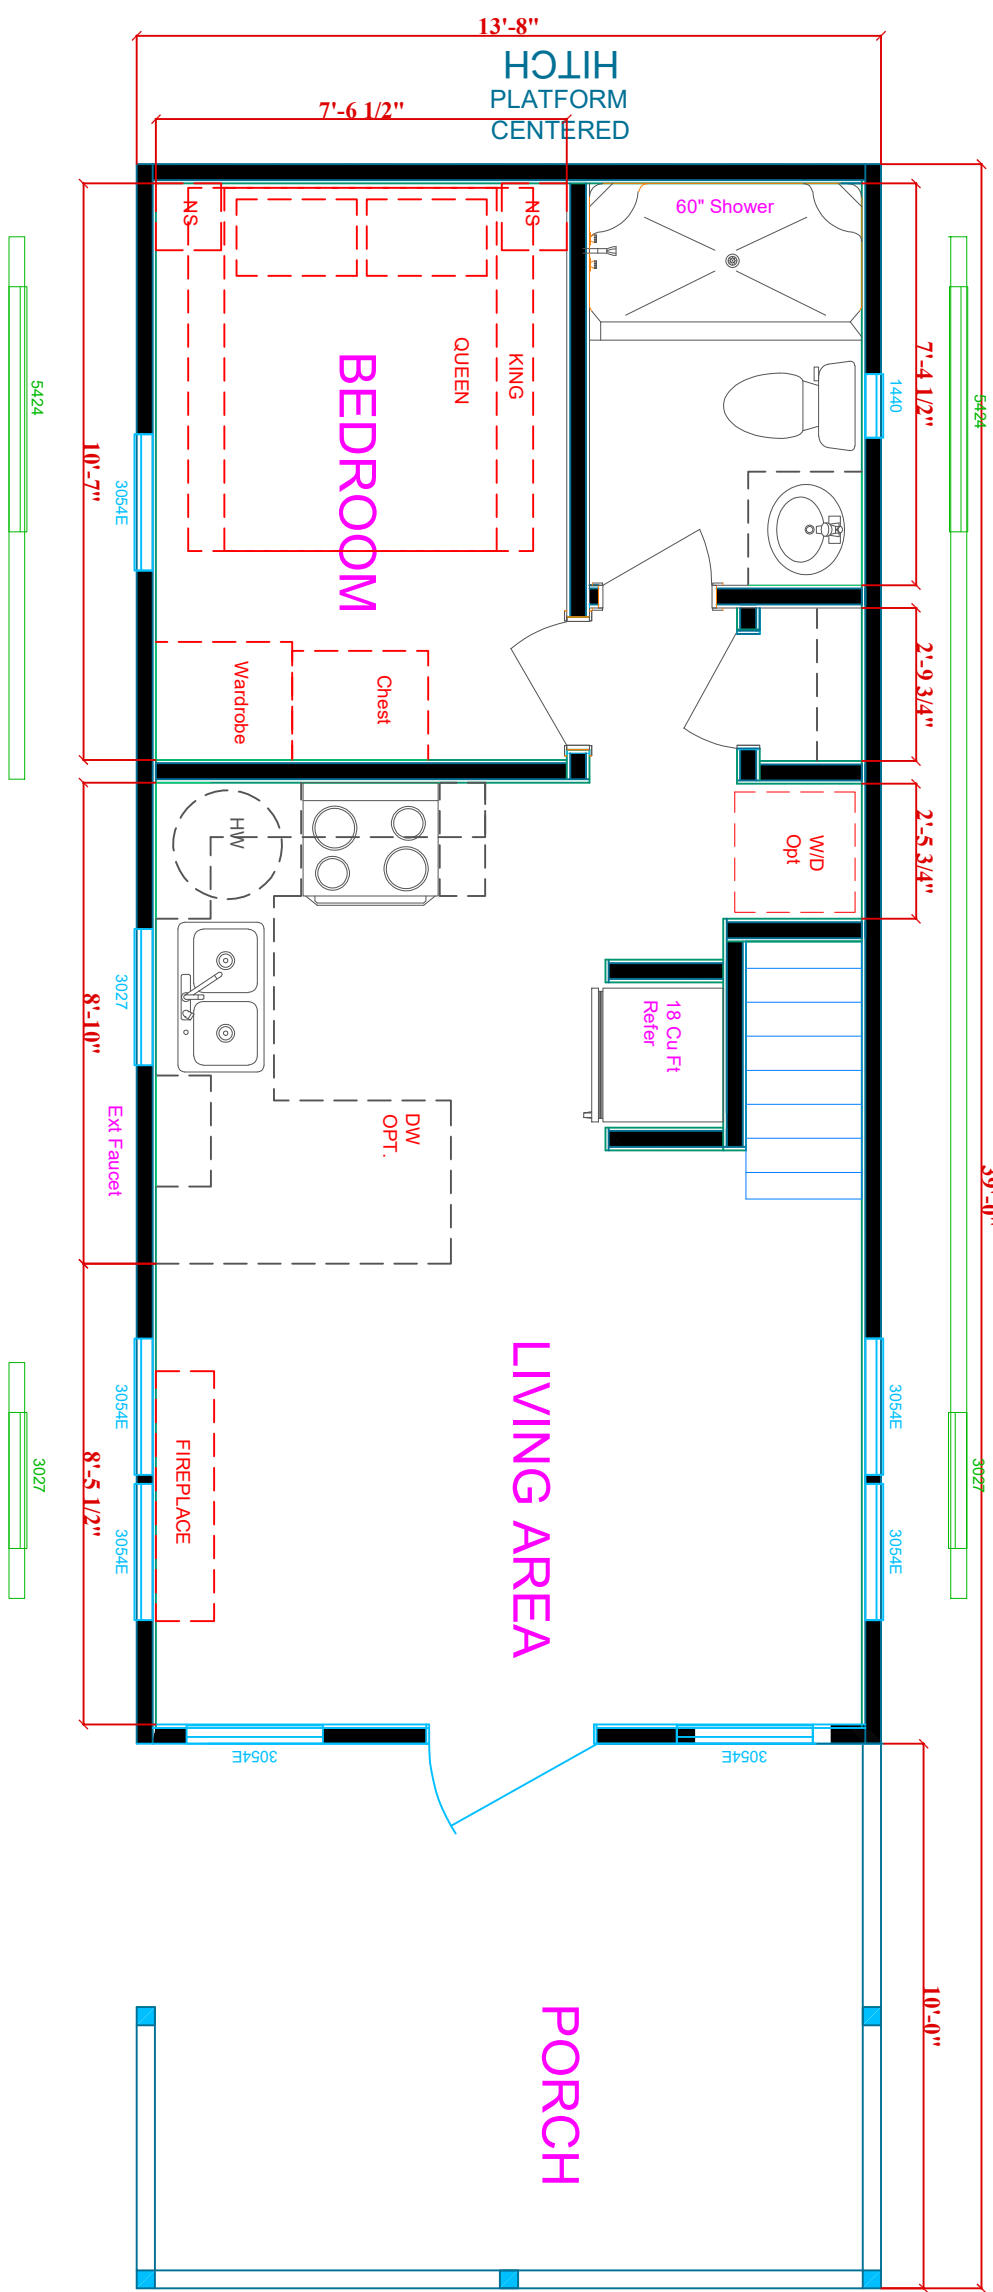 13'-8"
HITCH
PLATFORM
CENTERED
7'-6 1/2"
NS
NS
60" Shower
KING
QUEEN
BEDROOM
7'-4 1/2"
1440
5424
5424
10'-7"
3054E
2'-9 3/4"
Wardrobe
Chest
W/D
Opt
2'-5 3/4"
HW
3027
8'-10"
18 Cu Ft
Refer
Ext Faucet
DW
OPT.
39'-0"
LIVING AREA
3054E
3054E
3027
3027
8'-5 1/2"
FIREPLACE
3054E
3054E
3054E
3054E
10'-0"
PORCH